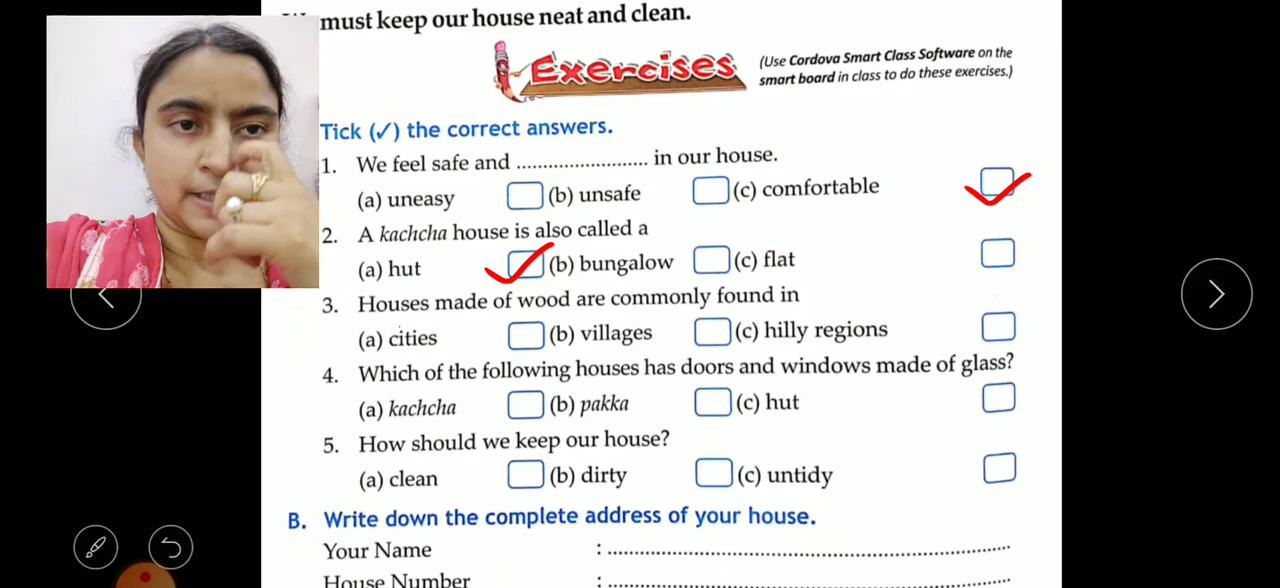 must keep our house neat and clean.
Exercises
(Use Cordova Smart Class Software on the
smart board in class to do these exercises.)
Tick (✓) the correct answers.
1. We feel safe and ........................ in our house.
(a) uneasy (b) unsafe (c) comfortable
2. A kachcha house is also called a
(a) hut (b) bungalow (c) flat
3. Houses made of wood are commonly found in
(a) cities (b) villages (c) hilly regions
4. Which of the following houses has doors and windows made of glass?
(a) kachcha (b) pakka (c) hut
5. How should we keep our house?
(a) clean (b) dirty (c) untidy
B. Write down the complete address of your house.
Your Name : ........................................................................
House Number : ........................................................................